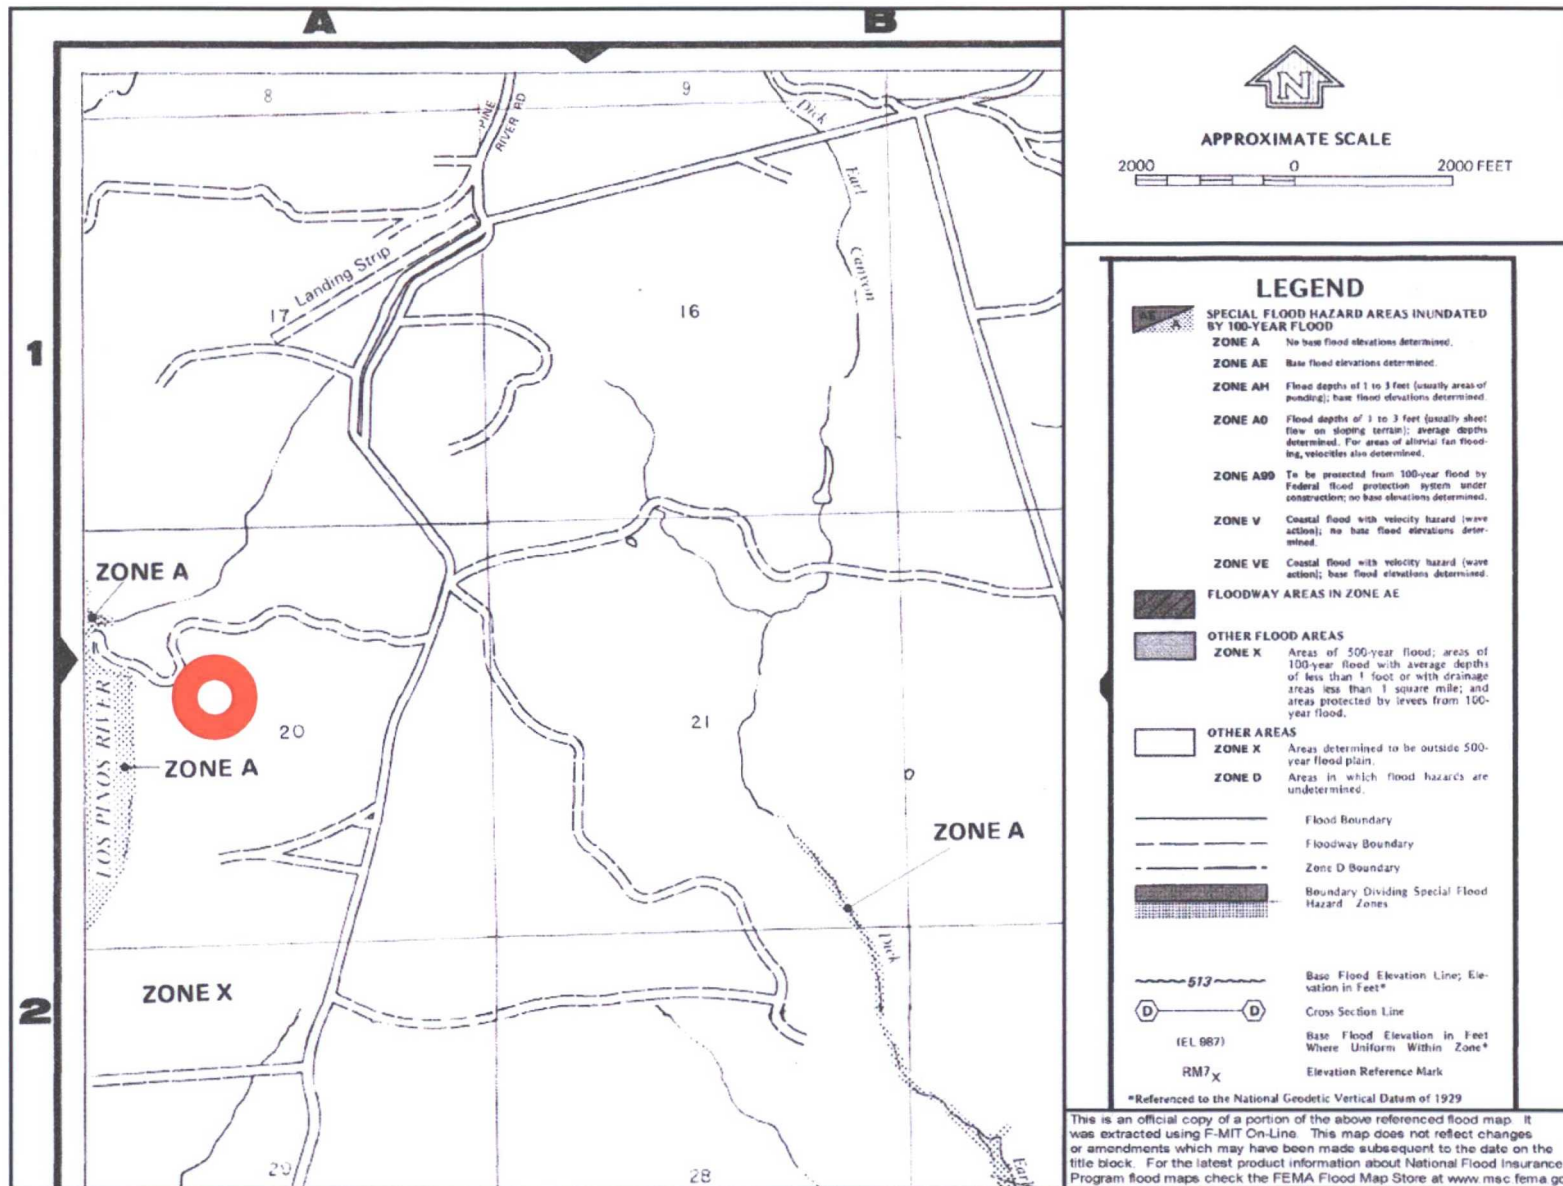 A
B
8
9
PINE
RIVER RD
Dick
Earl
Canyon
Landing Strip
17
16
1
ZONE A
LOS PINOS RIVER
20
21
ZONE A
ZONE A
Dick
ZONE X
2
29
28
Earl
N
APPROXIMATE SCALE
2000 0 2000 FEET
LEGEND
AE
A
SPECIAL FLOOD HAZARD AREAS INUNDATED
BY 100-YEAR FLOOD
ZONE A No base flood elevations determined.
ZONE AE Base flood elevations determined.
ZONE AH Flood depths of 1 to 3 feet (usually areas of
ponding); base flood elevations determined.
ZONE AO Flood depths of 1 to 3 feet (usually sheet
flow on sloping terrain); average depths
determined. For areas of alluvial fan flood-
ing, velocities also determined.
ZONE A99 To be protected from 100-year flood by
Federal flood protection system under
construction; no base elevations determined.
ZONE V Coastal flood with velocity hazard (wave
action); no base flood elevations deter-
mined.
ZONE VE Coastal flood with velocity hazard (wave
action); base flood elevations determined.
FLOODWAY AREAS IN ZONE AE
OTHER FLOOD AREAS
ZONE X Areas of 500-year flood; areas of
100-year flood with average depths
of less than 1 foot or with drainage
areas less than 1 square mile; and
areas protected by levees from 100-
year flood.
OTHER AREAS
ZONE X Areas determined to be outside 500-
year flood plain.
ZONE D Areas in which flood hazards are
undetermined.
Flood Boundary
Floodway Boundary
Zone D Boundary
Boundary Dividing Special Flood
Hazard Zones
513 Base Flood Elevation Line; Ele-
vation in Feet*
D D Cross Section Line
(EL 987) Base Flood Elevation in Feet
Where Uniform Within Zone*
RM7 X Elevation Reference Mark
*Referenced to the National Geodetic Vertical Datum of 1929
This is an official copy of a portion of the above referenced flood map. It
was extracted using F-MIT On-Line. This map does not reflect changes
or amendments which may have been made subsequent to the date on the
title block. For the latest product information about National Flood Insurance
Program flood maps check the FEMA Flood Map Store at www.msc.fema.go